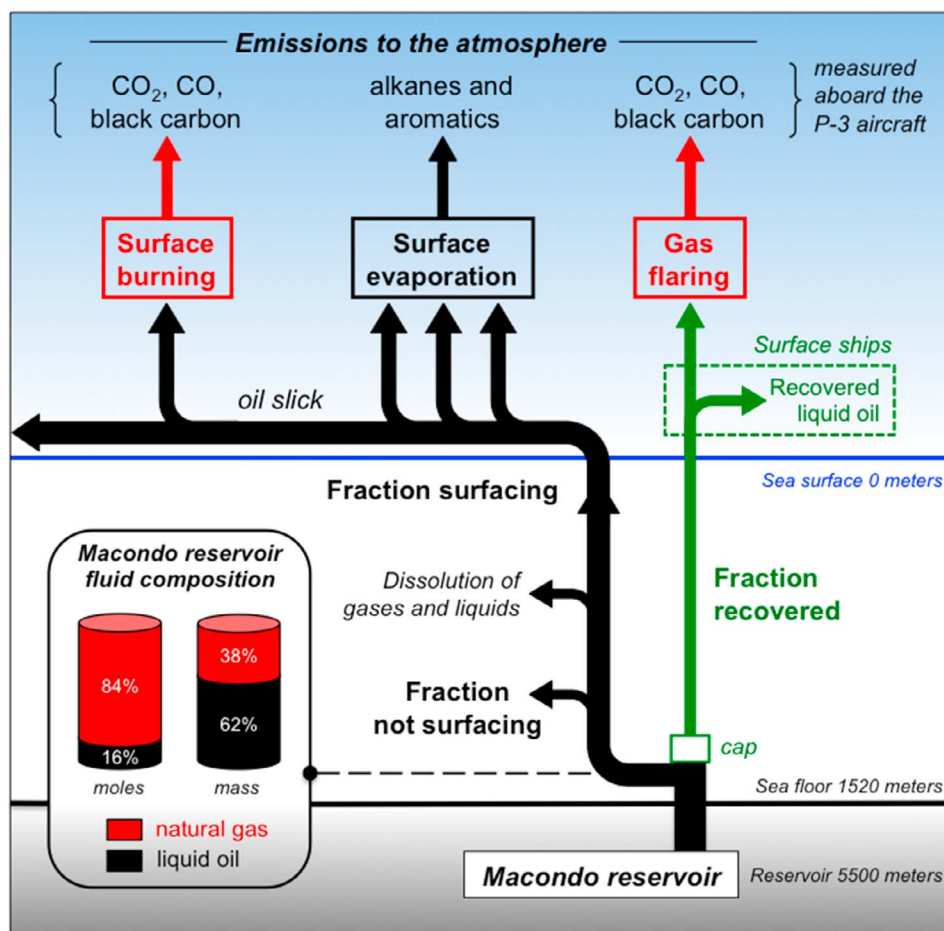 Emissions to the atmosphere
CO₂, CO,
black carbon
alkanes and
aromatics
CO₂, CO,
black carbon
measured
aboard the
P-3 aircraft
Surface
burning
Surface
evaporation
Gas
flaring
Surface ships
Recovered
liquid oil
oil slick
Sea surface 0 meters
Fraction surfacing
Dissolution of
gases and liquids
Fraction
recovered
Fraction
not surfacing
cap
Macondo reservoir
fluid composition
84%
16%
38%
62%
moles
mass
natural gas
liquid oil
Sea floor 1520 meters
Macondo reservoir
Reservoir 5500 meters